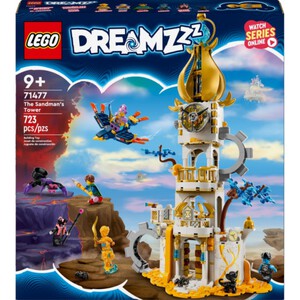 LEGO
DREAMZzz
WATCH
SERIES
ONLINE
9+
71477
The Sandman's
Tower
723
pcs/pzs